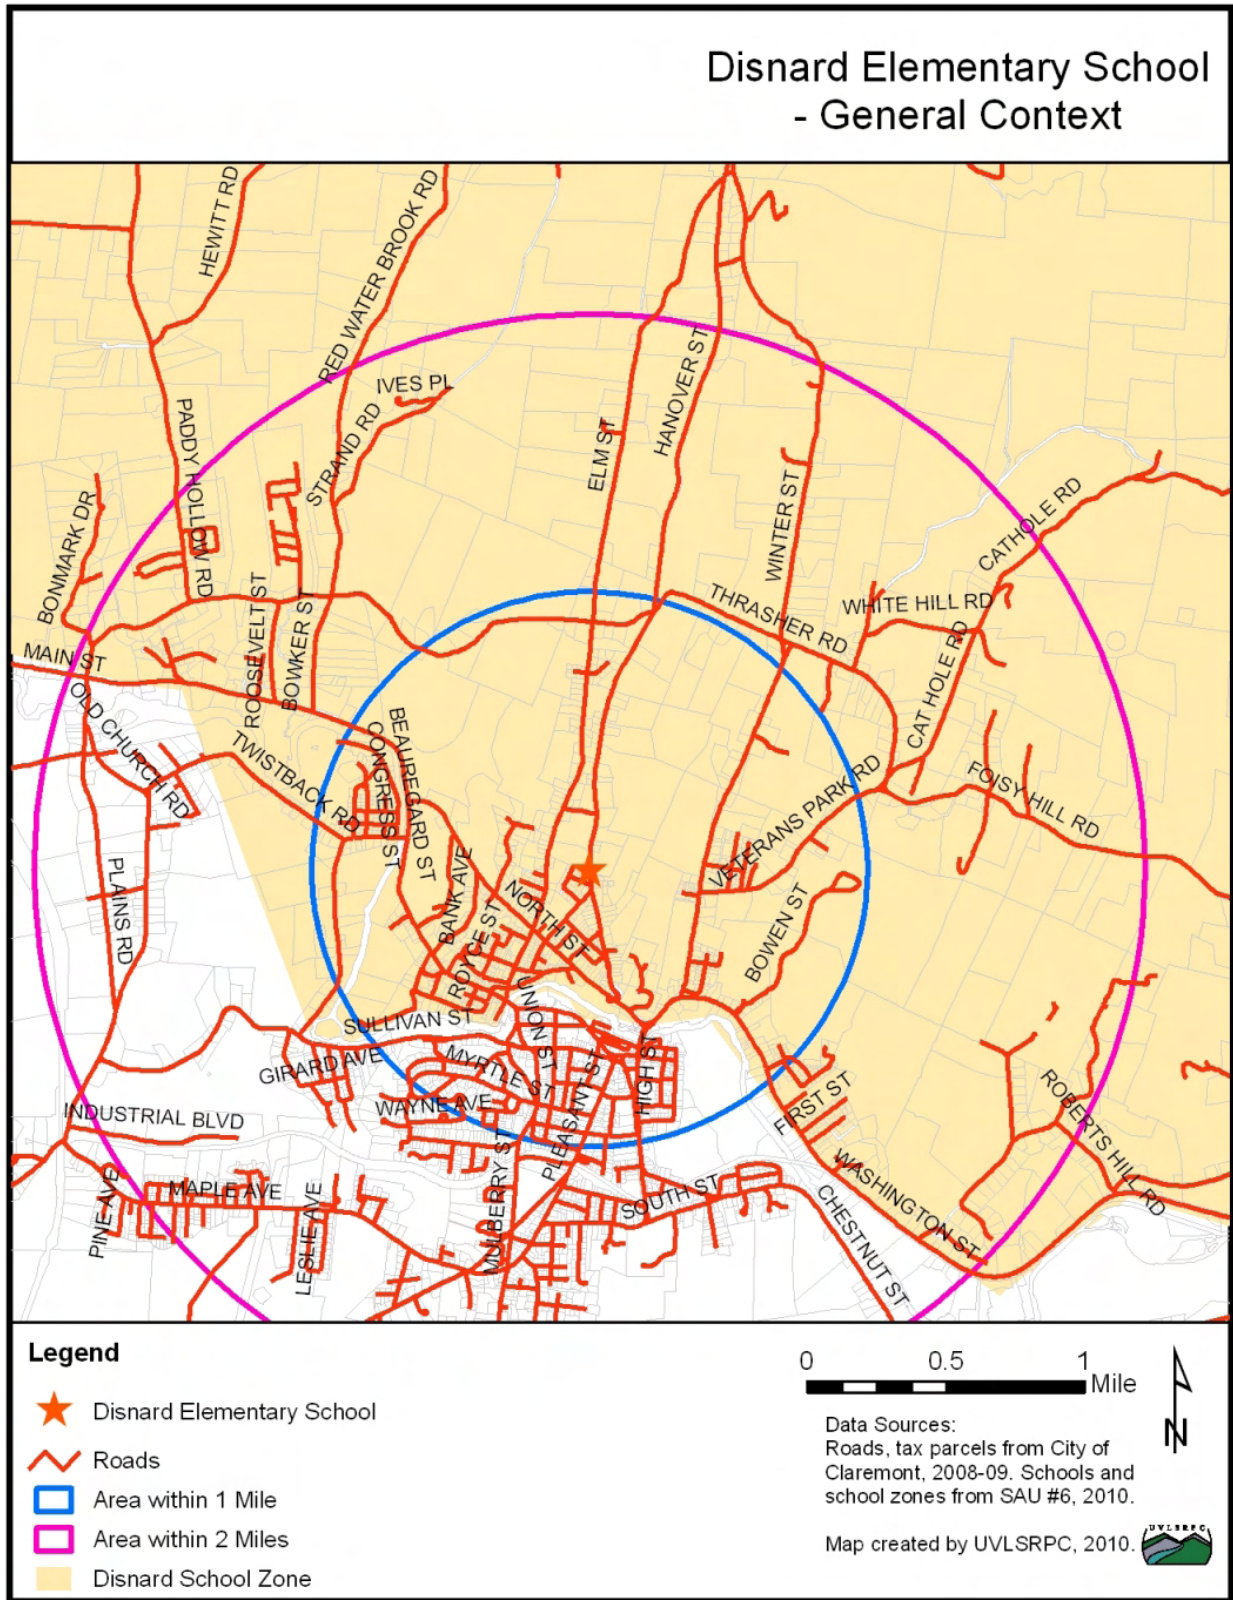 Disnard Elementary School
- General Context
HEWITT RD
RED WATER BROOK RD
IVES PL
STRAND RD
PADDY HOLLOW RD
ELM ST
HANOVER ST
WINTER ST
CATHOLE RD
BONMARK DR
ROOSEVELT ST
BOWKER ST
THRASHER RD
WHITE HILL RD
MAIN ST
CAT HOLE RD
OLD CHURCH RD
TWISTBACK RD
CONGRESS ST
BEAUREGARD ST
FOISY HILL RD
VETERANS PARK RD
PLAINS RD
BANK AVE
ROYCE ST
NORTH ST
BOWEN ST
UNION ST
SULLIVAN ST
GIRARD AVE
MYRTLE ST
WAYNE AVE
PLEASANT ST
HIGH ST
FIRST ST
ROBERTS HILL RD
INDUSTRIAL BLVD
MAPLE AVE
PINE AVE
LESLIE AVE
MULBERRY ST
SOUTH ST
WASHINGTON ST
CHESTNUT ST
Legend
Disnard Elementary School
Roads
Area within 1 Mile
Area within 2 Miles
Disnard School Zone
0 0.5 1
Mile
N
Data Sources:
Roads, tax parcels from City of
Claremont, 2008-09. Schools and
school zones from SAU #6, 2010.
Map created by UVLSRPC, 2010.
UVLSRPC